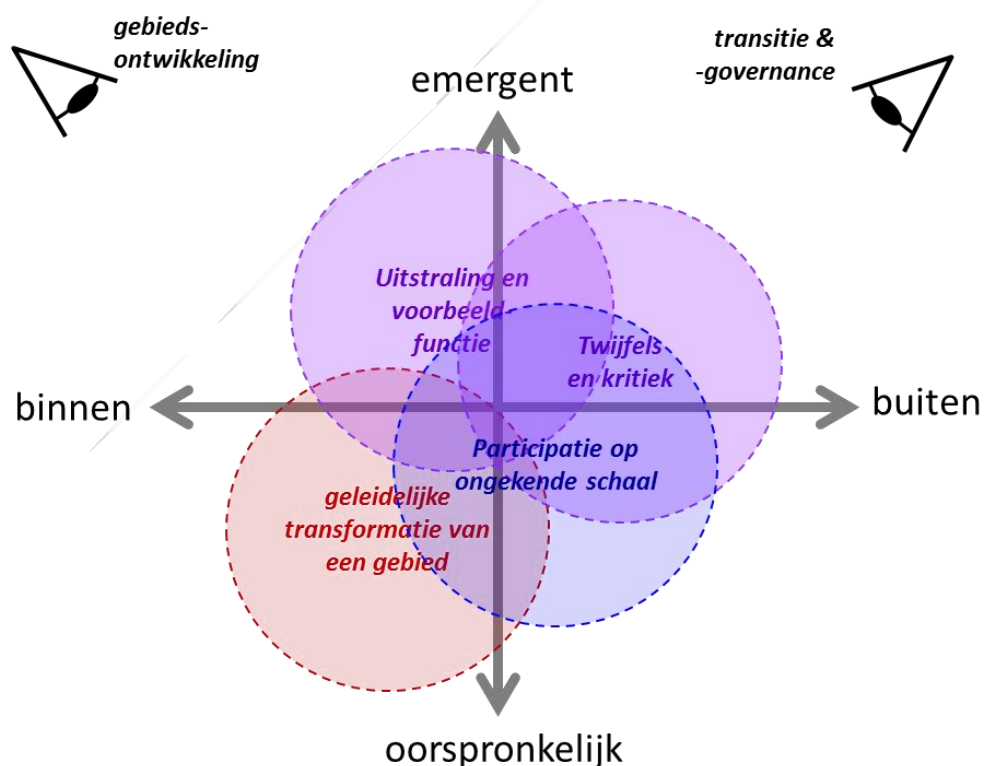 gebieds-
ontwikkeling
transitie &
-governance
emergent
Uitstraling en
voorbeeld-
functie
Twijfels
en kritiek
binnen
buiten
Participatie op
ongekende schaal
geleidelijke
transformatie van
een gebied
oorspronkelijk